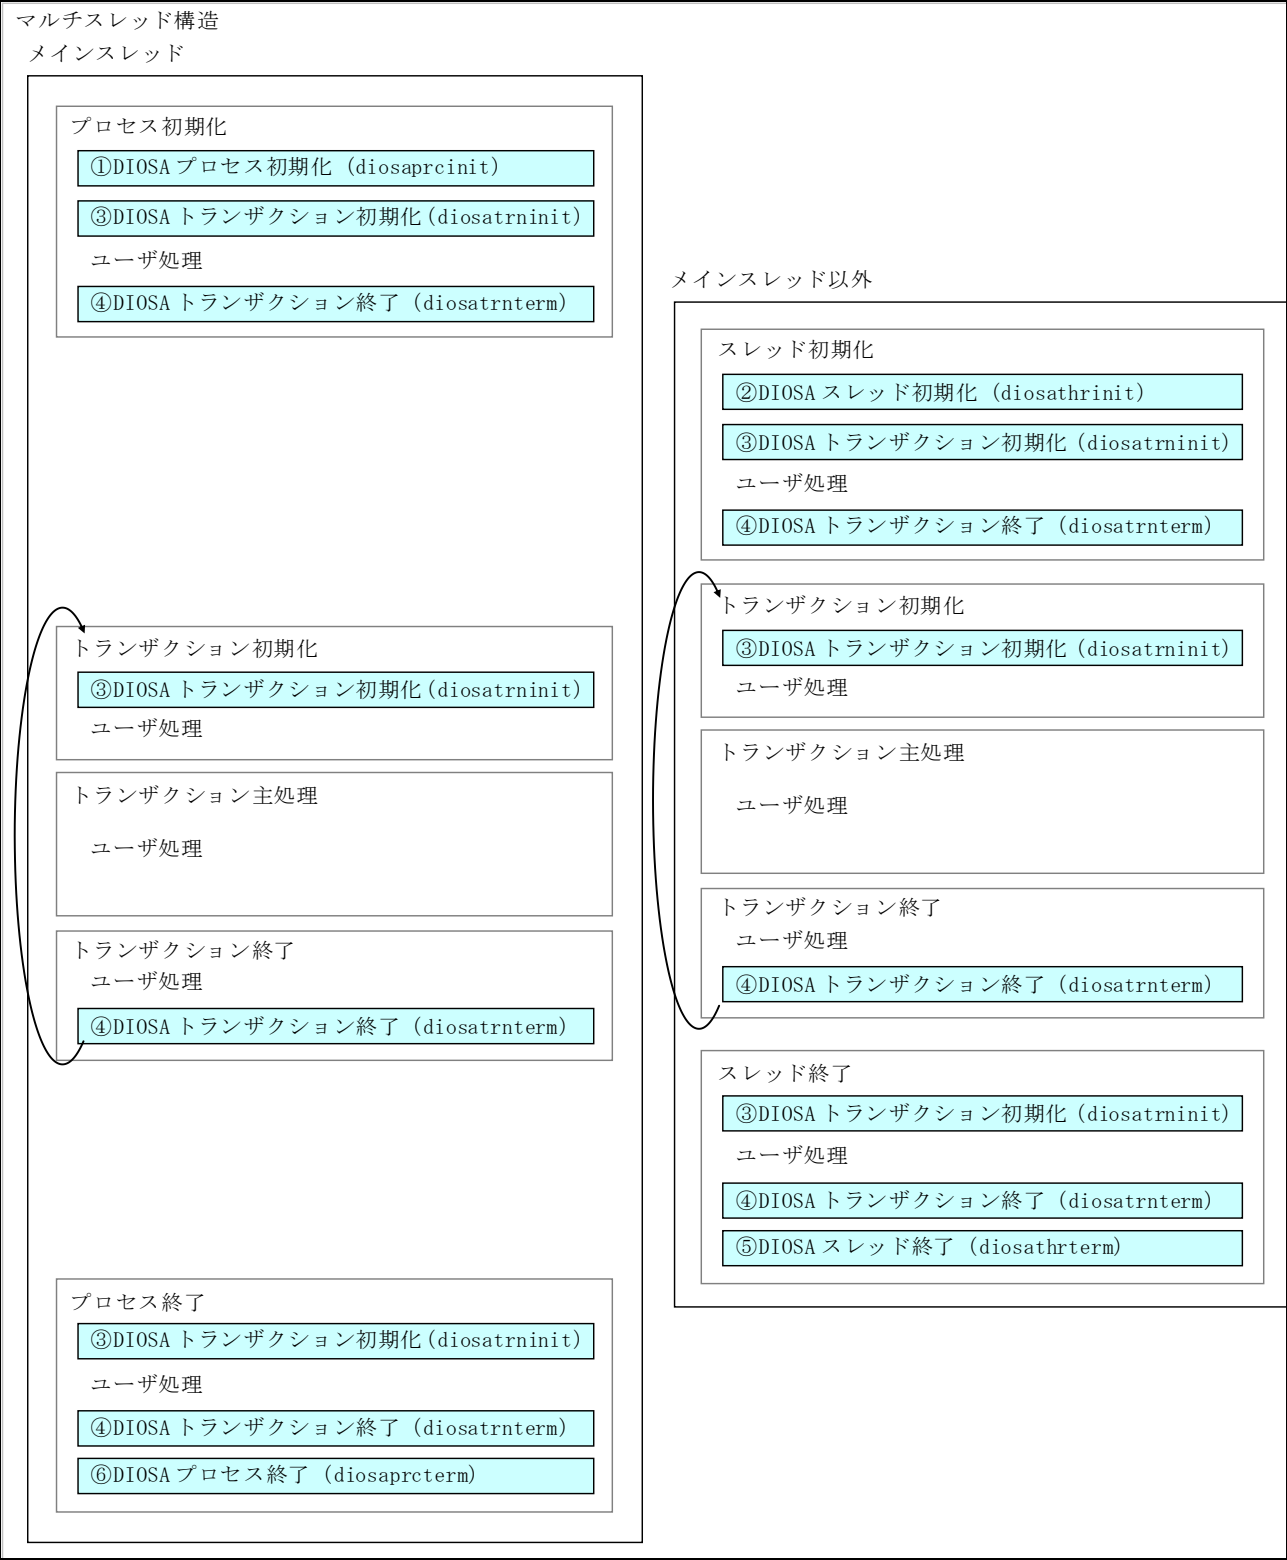 マルチスレッド構造
メインスレッド
プロセス初期化
①DIOSAプロセス初期化 (diosaprcinit)
③DIOSAトランザクション初期化(diosatrninit)
ユーザ処理
④DIOSAトランザクション終了 (diosatrnterm)
トランザクション初期化
③DIOSAトランザクション初期化(diosatrninit)
ユーザ処理
トランザクション主処理
ユーザ処理
トランザクション終了
ユーザ処理
④DIOSAトランザクション終了 (diosatrnterm)
プロセス終了
③DIOSAトランザクション初期化(diosatrninit)
ユーザ処理
④DIOSAトランザクション終了 (diosatrnterm)
⑥DIOSAプロセス終了 (diosaprcterm)
メインスレッド以外
スレッド初期化
②DIOSAスレッド初期化 (diosathrinit)
③DIOSAトランザクション初期化 (diosatrninit)
ユーザ処理
④DIOSAトランザクション終了 (diosatrnterm)
トランザクション初期化
③DIOSAトランザクション初期化 (diosatrninit)
ユーザ処理
トランザクション主処理
ユーザ処理
トランザクション終了
ユーザ処理
④DIOSAトランザクション終了 (diosatrnterm)
スレッド終了
③DIOSAトランザクション初期化 (diosatrninit)
ユーザ処理
④DIOSAトランザクション終了 (diosatrnterm)
⑤DIOSAスレッド終了 (diosathrterm)